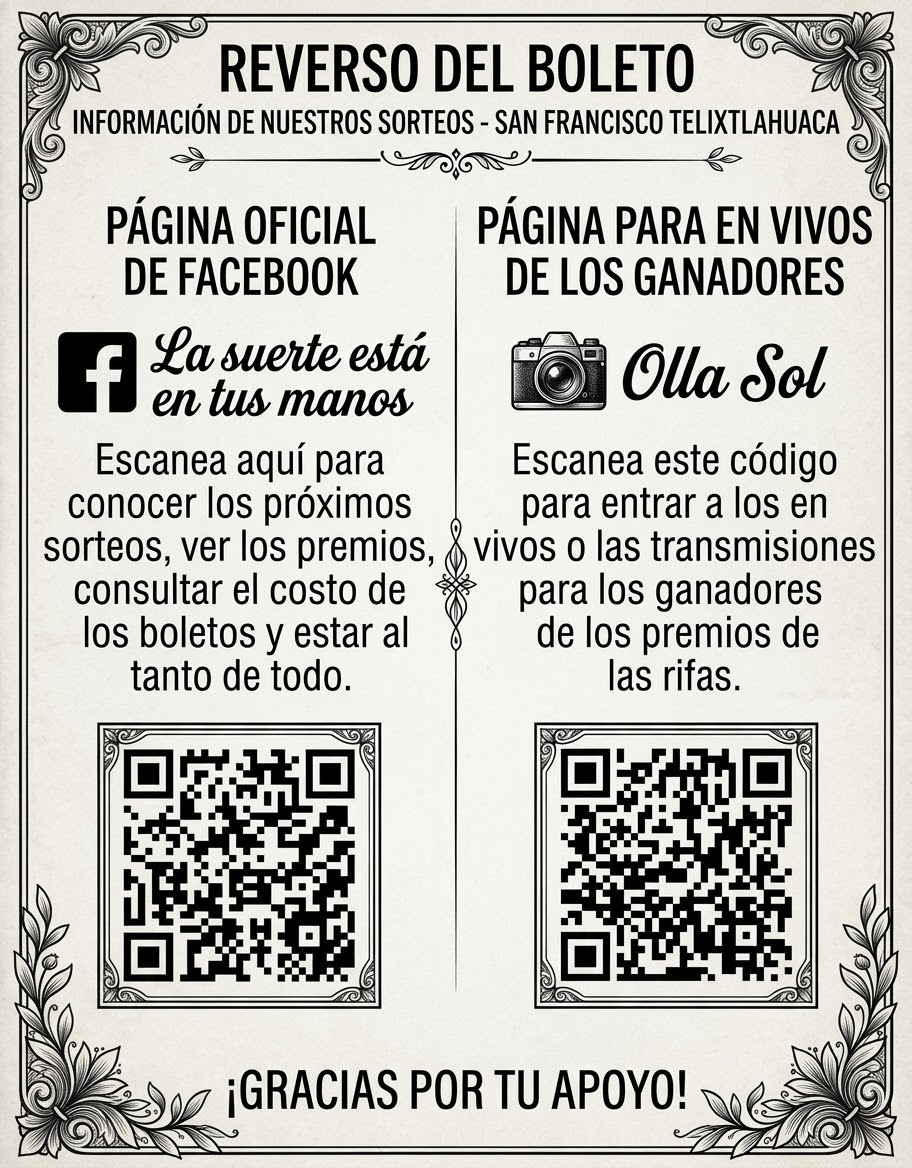 REVERSO DEL BOLETO
INFORMACIÓN DE NUESTROS SORTEOS - SAN FRANCISCO TELIXTLAHUACA
PÁGINA OFICIAL
DE FACEBOOK
f La suerte está
en tus manos
Escanea aquí para
conocer los próximos
sorteos, ver los premios,
consultar el costo de
los boletos y estar al
tanto de todo.
PÁGINA PARA EN VIVOS
DE LOS GANADORES
Olla Sol
Escanea este código
para entrar a los en
vivos o las transmisiones
para los ganadores
de los premios de
las rifas.
¡GRACIAS POR TU APOYO!